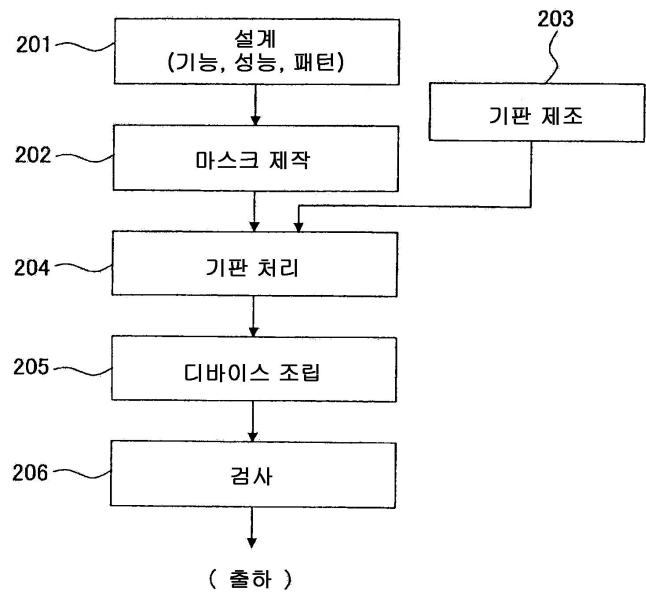 201
설계
(기능, 성능, 패턴)
203
기판 제조
202
마스크 제작
204
기판 처리
205
디바이스 조립
206
검사
( 출하 )